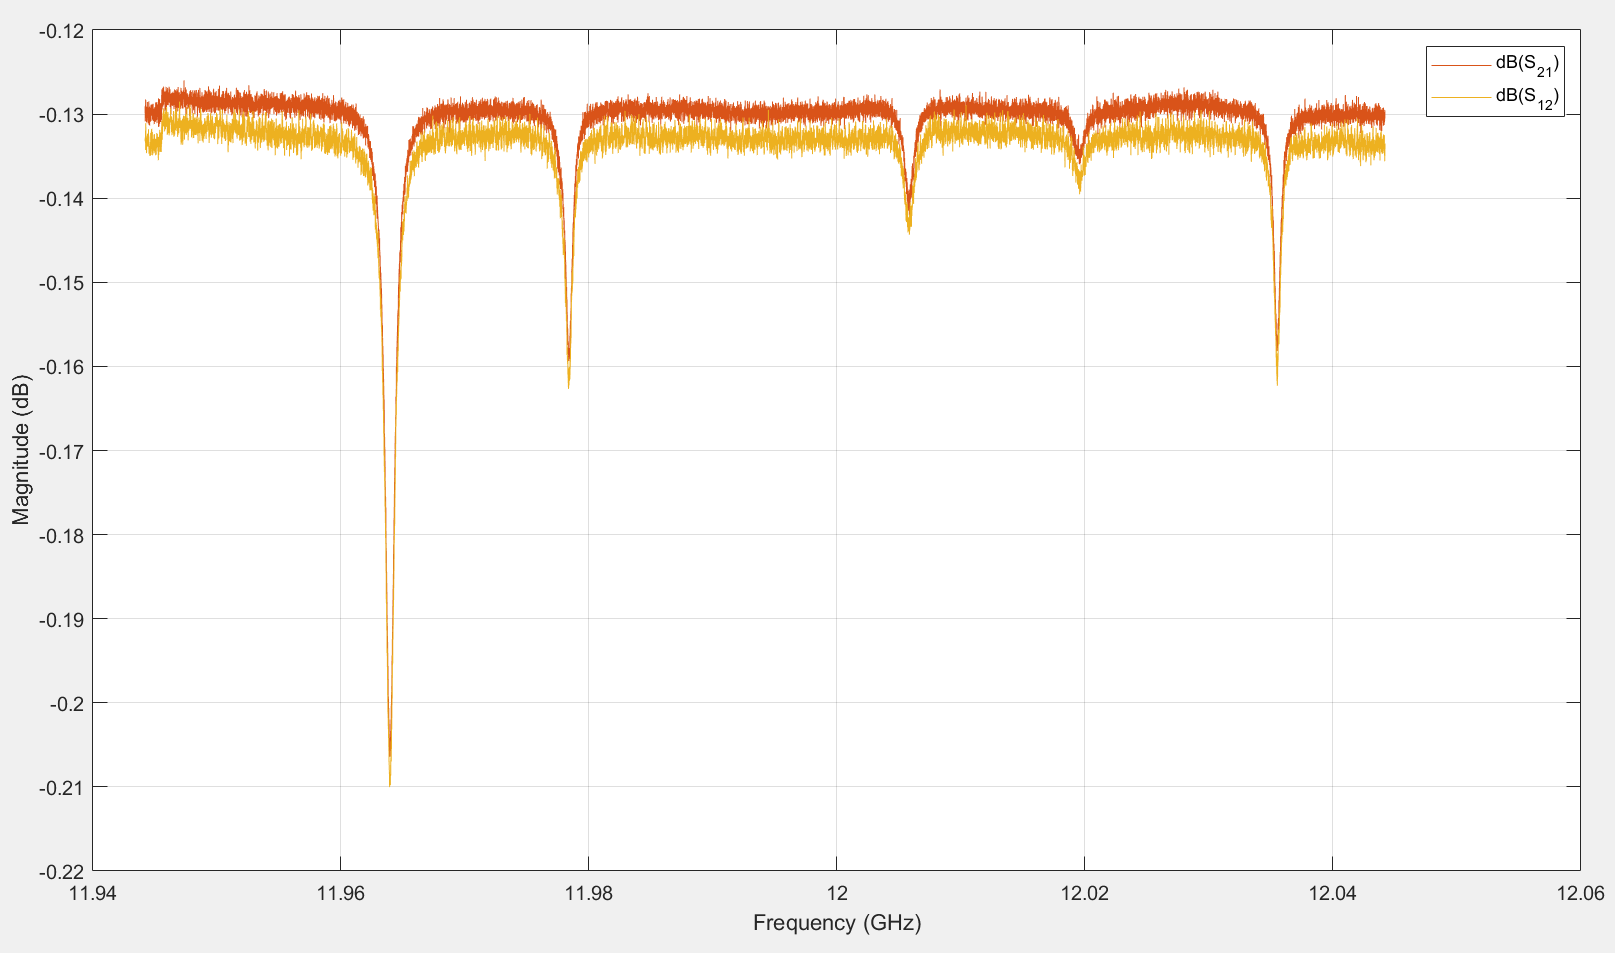 -0.12
-0.13
-0.14
-0.15
-0.16
-0.17
-0.18
-0.19
-0.2
-0.21
-0.22
Magnitude (dB)
11.94 11.96 11.98 12 12.02 12.04 12.06
Frequency (GHz)
dB(S21)
dB(S12)